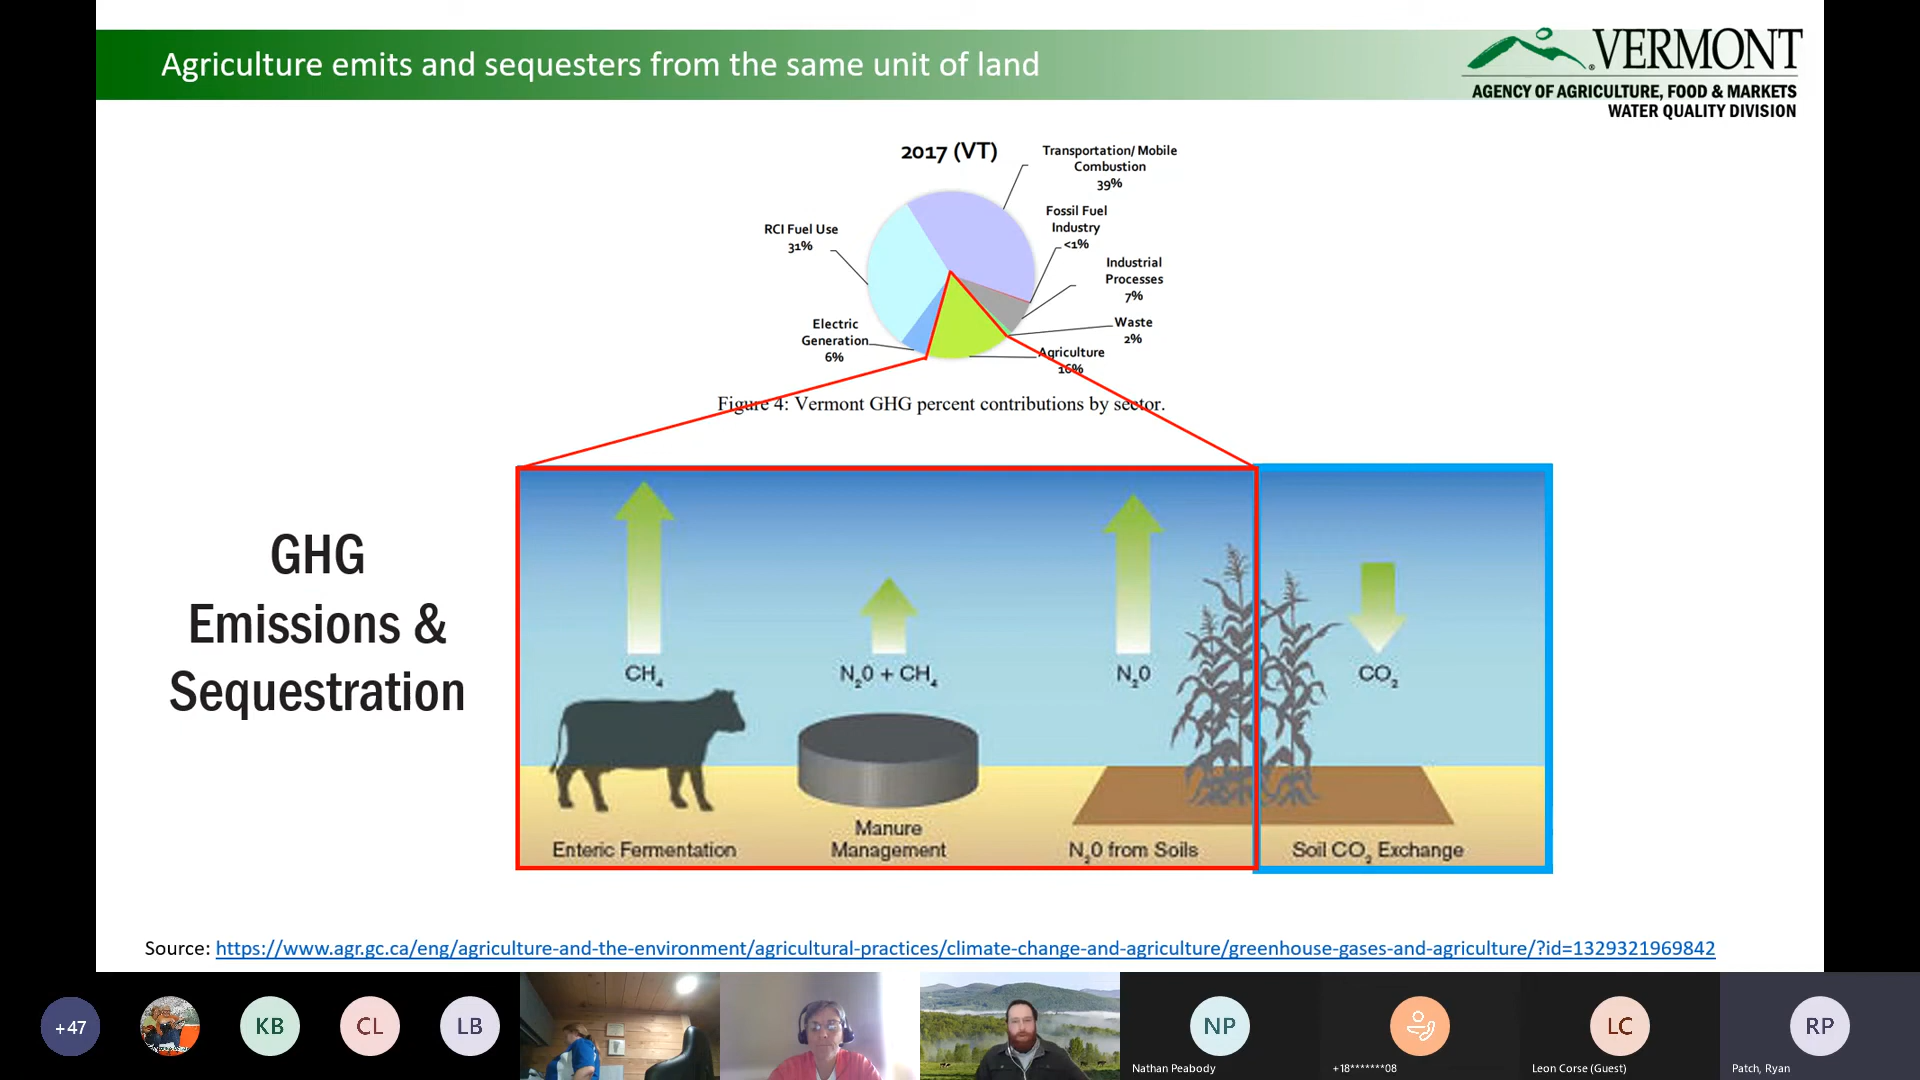 Agriculture emits and sequesters from the same unit of land
VERMONT
AGENCY OF AGRICULTURE, FOOD & MARKETS
WATER QUALITY DIVISION
2017 (VT)
Transportation/ Mobile
Combustion
39%
Fossil Fuel
Industry
<1%
RCI Fuel Use
31%
Industrial
Processes
7%
Electric
Generation
6%
Waste
2%
Agriculture
16%
Figure 4: Vermont GHG percent contributions by sector.
GHG
Emissions &
Sequestration
CH₄
N₂0 + CH₄
N₂0
CO₂
Enteric Fermentation
Manure
Management
N₂0 from Soils
Soil CO₂ Exchange
Source: https://www.agr.gc.ca/eng/agriculture-and-the-environment/agricultural-practices/climate-change-and-agriculture/greenhouse-gases-and-agriculture/?id=1329321969842
+47
KB
CL
LB
NP
Nathan Peabody
+18*******08
LC
Leon Corse (Guest)
RP
Patch, Ryan